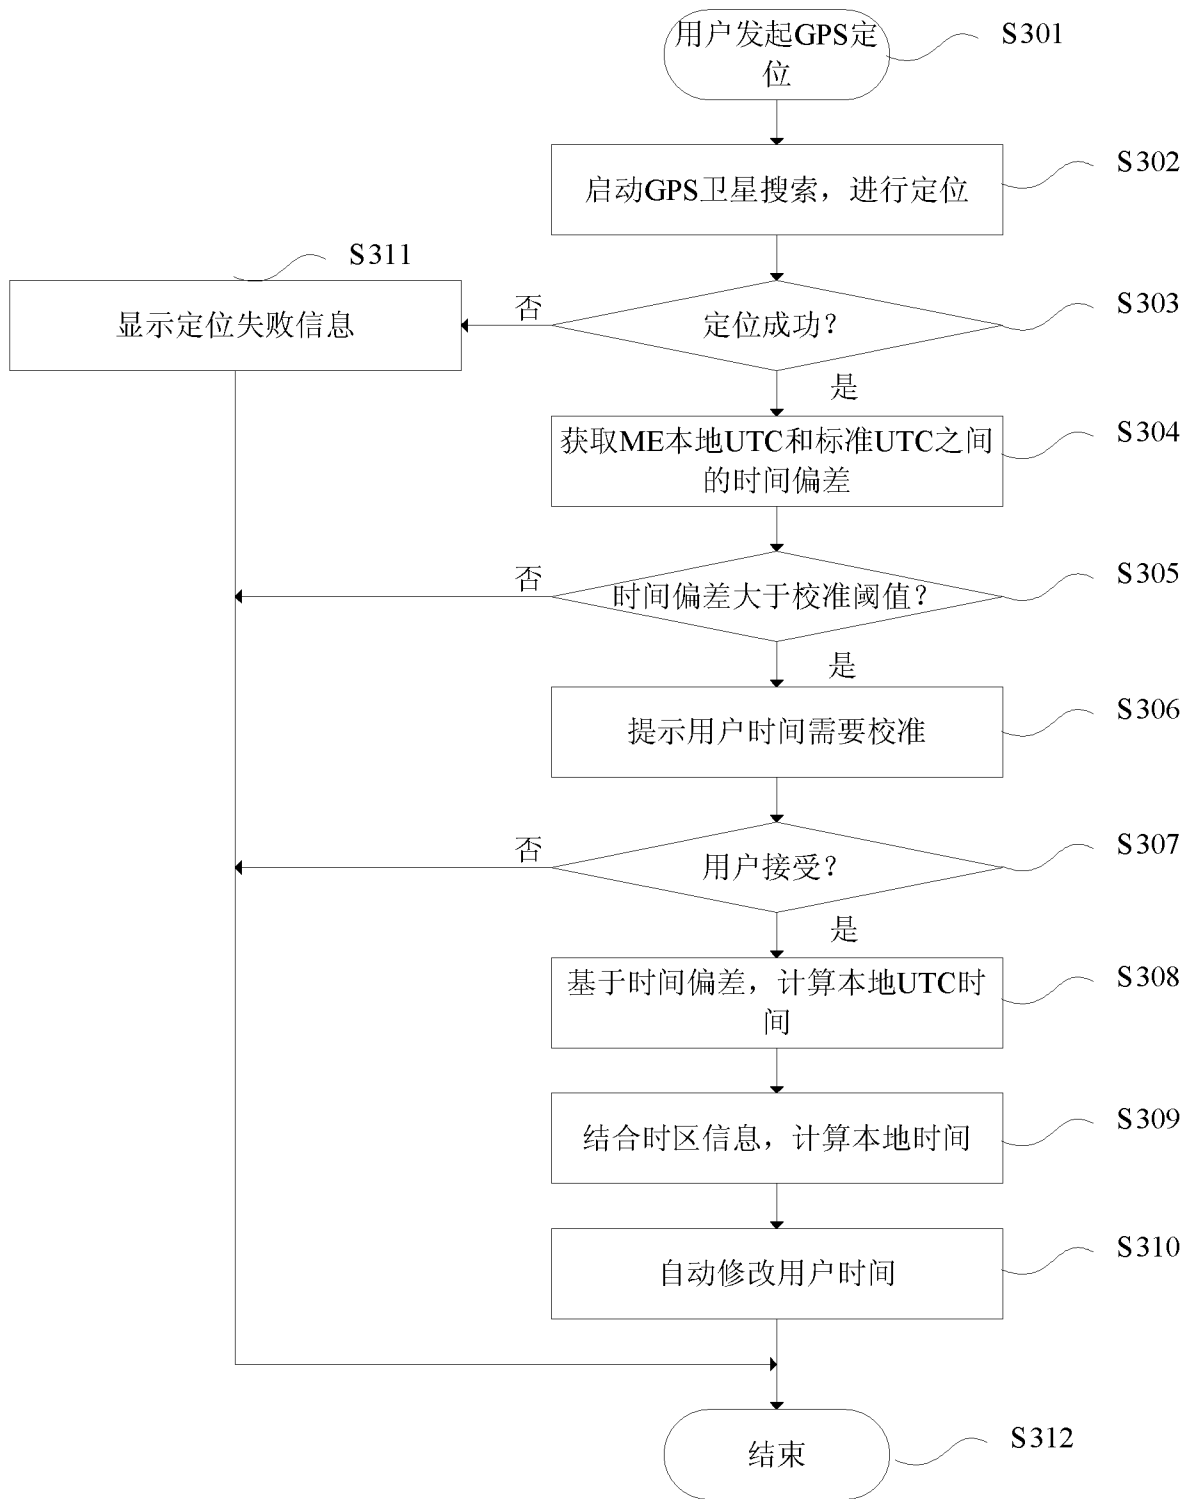 用户发起GPS定
位
S301
启动GPS卫星搜索，进行定位
S302
S311
显示定位失败信息
否
定位成功？
S303
是
获取ME本地UTC和标准UTC之间
的时间偏差
S304
否
时间偏差大于校准阈值？
S305
是
提示用户时间需要校准
S306
否
用户接受？
S307
是
基于时间偏差，计算本地UTC时
间
S308
结合时区信息，计算本地时间
S309
自动修改用户时间
S310
结束
S312